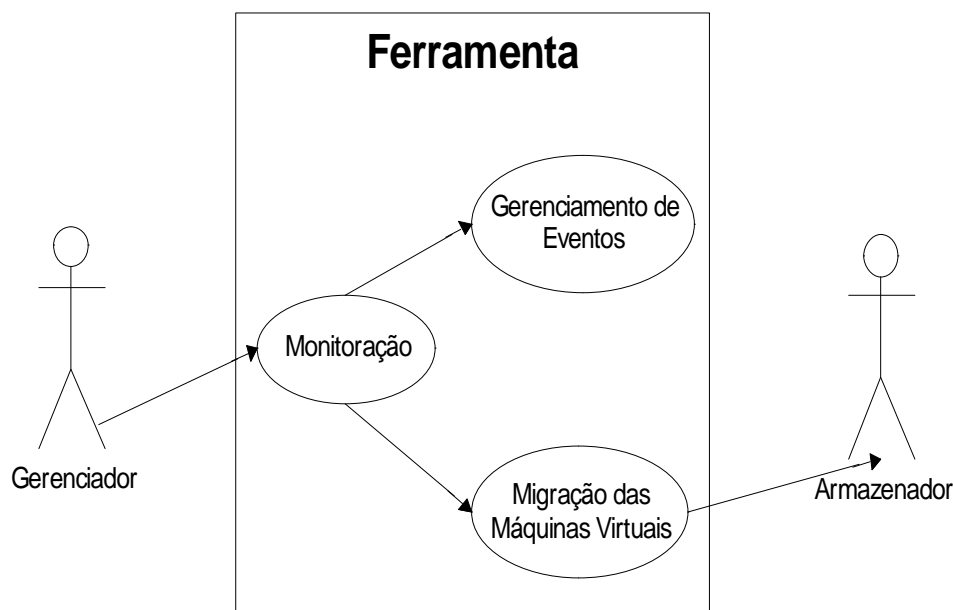 Ferramenta
Gerenciamento de
Eventos
Monitoração
Gerenciador
Migração das
Máquinas Virtuais
Armazenador